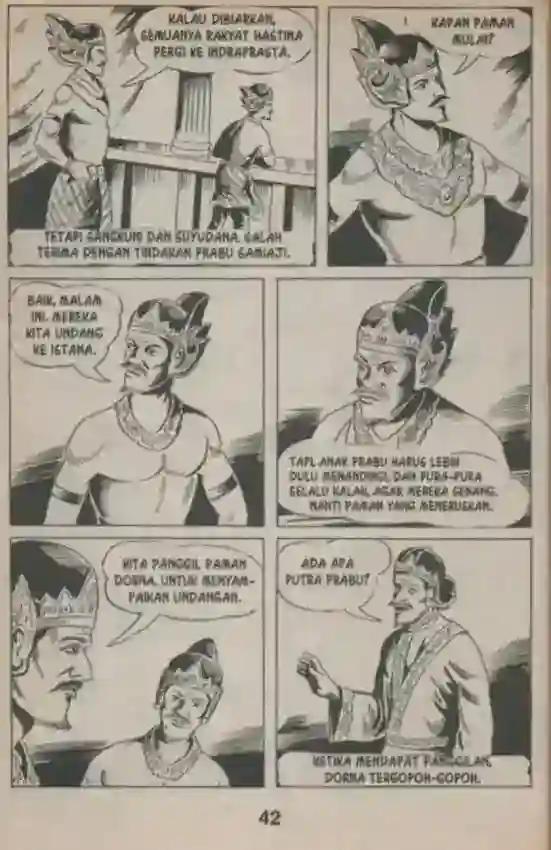 KALAU DIBIARKAN,
SEMUANYA RAKYAT HASTINA
PERGI KE INDRAPRASTA.
TETAPI SANGKUNI DAN SUYUDANA, SALAH
TERIMA DENGAN TINDAKAN PRABU SAMIAJI.
KAPAN PAMAN
MULAI?
BAIK, MALAM
INI. MEREKA
KITA UNDANG
KE ISTANA.
TAPI, ANAK PRABU HARUS LEBIH
DULU MENANDINGI, DAN PURA-PURA
SELALU KALAH, AGAR MEREKA SENANG.
NANTI PAMAN YANG MENERUSKAN.
KITA PANGGIL PAMAN
DORNA, UNTUK MENYAM-
PAIKAN UNDANGAN.
ADA APA
PUTRA PRABU?
KETIKA MENDAPAT PANGGILAN,
DORNA TERGOPOH-GOPOH.
42